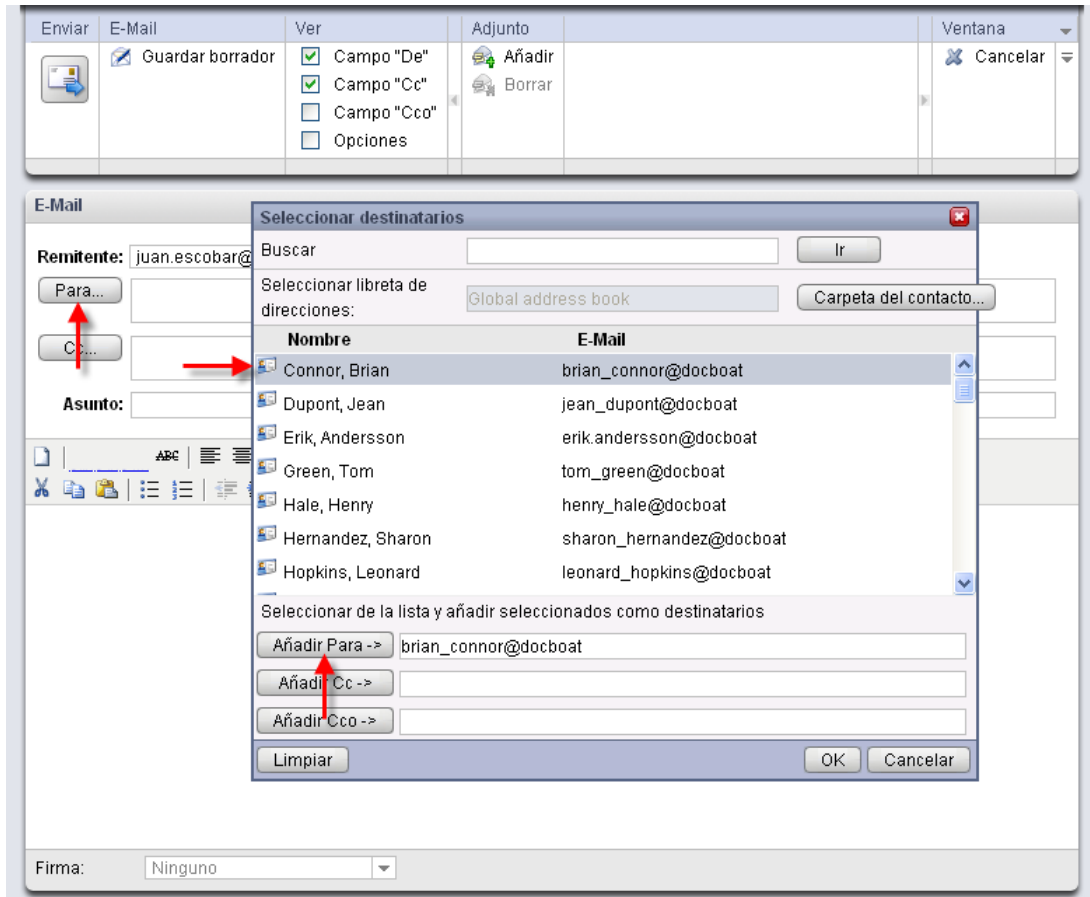 Enviar E-Mail Ver Adjunto Ventana
Guardar borrador Campo "De" Añadir Cancelar
Campo "Cc" Borrar
Campo "Cco"
Opciones
E-Mail
Seleccionar destinatarios
Remitente: juan.escobar@
Buscar Ir
Para...
Seleccionar libreta de direcciones: Global address book Carpeta del contacto...
Nombre E-Mail
Cc...
Connor, Brian brian_connor@docboat
Asunto:
Dupont, Jean jean_dupont@docboat
Erik, Andersson erik.andersson@docboat
ABC
Green, Tom tom_green@docboat
Hale, Henry henry_hale@docboat
Hernandez, Sharon sharon_hernandez@docboat
Hopkins, Leonard leonard_hopkins@docboat
Seleccionar de la lista y añadir seleccionados como destinatarios
Añadir Para -> brian_connor@docboat
Añadir Cc ->
Añadir Cco ->
Limpiar OK Cancelar
Firma: Ninguno